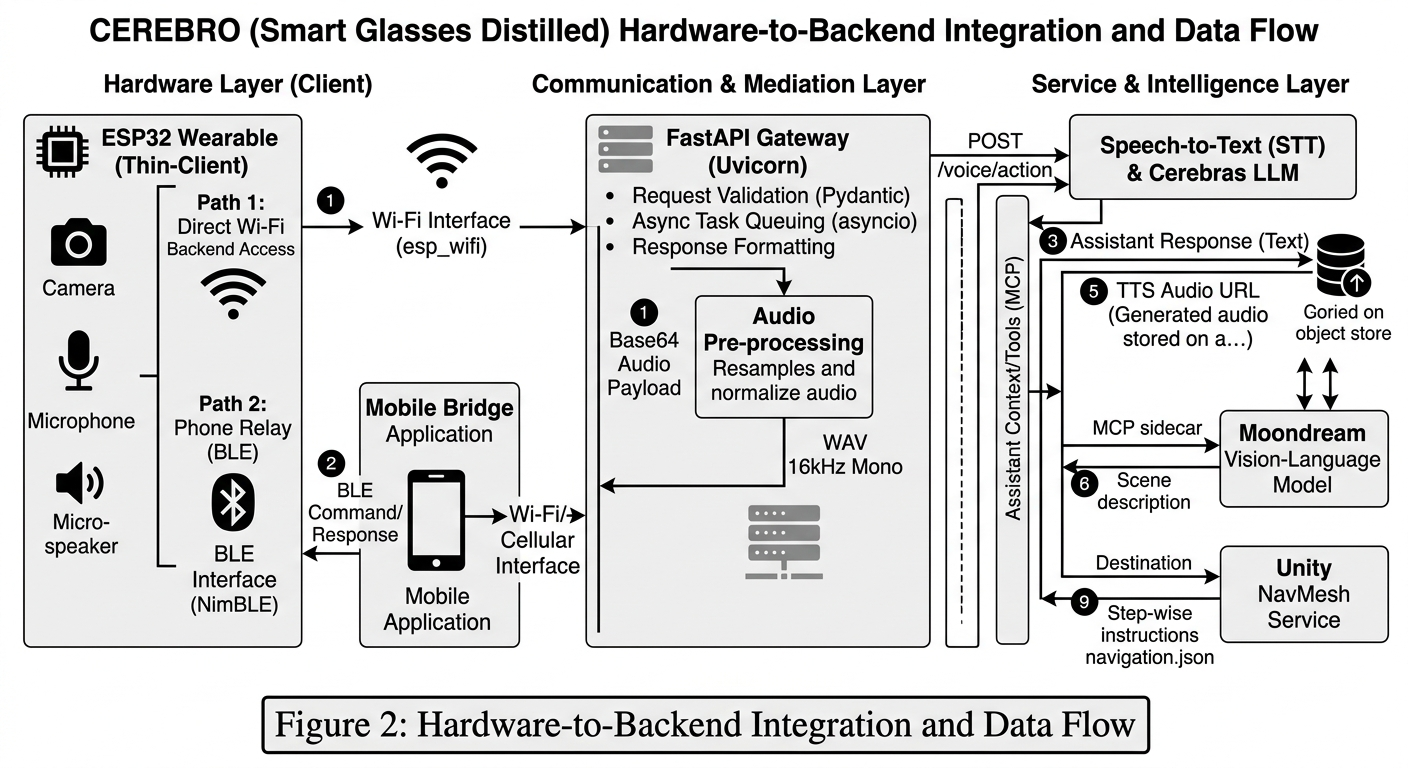 CEREBRO (Smart Glasses Distilled) Hardware-to-Backend Integration and Data Flow
Hardware Layer (Client)
Communication & Mediation Layer
Service & Intelligence Layer
ESP32 Wearable
(Thin-Client)
Camera
Microphone
Micro-
speaker
Path 1:
Direct Wi-Fi
Backend Access
Path 2:
Phone Relay
(BLE)
BLE
Interface
(NimBLE)
1
Wi-Fi Interface
(esp_wifi)
2
BLE
Command/
Response
Mobile Bridge
Application
Mobile
Application
Wi-Fi/
Cellular
Interface
FastAPI Gateway
(Uvicorn)
• Request Validation (Pydantic)
• Async Task Queuing (asyncio)
• Response Formatting
1
Base64
Audio
Payload
Audio
Pre-processing
Resamples and
normalize audio
WAV
16kHz Mono
POST
/voice/action
Speech-to-Text (STT)
& Cerebras LLM
Assistant Context/Tools (MCP)
3 Assistant Response (Text)
5 TTS Audio URL
(Generated audio
stored on a...)
Goried on
object store
MCP sidecar
Moondream
Vision-Language
Model
6 Scene
description
Destination
Unity
NavMesh
Service
9
Step-wise
instructions
navigation.json
Figure 2: Hardware-to-Backend Integration and Data Flow